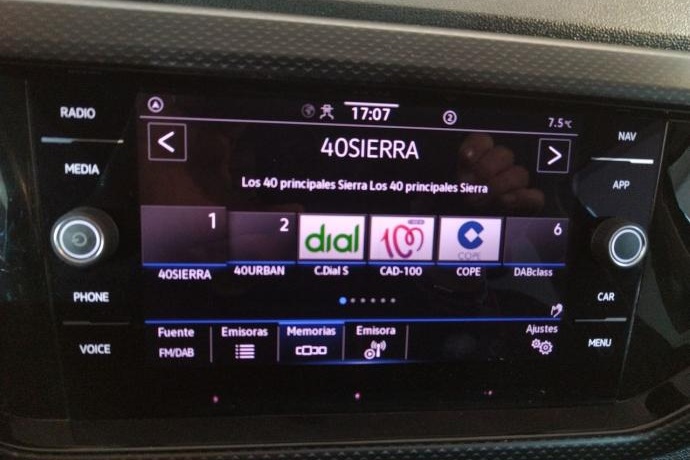 RADIO
MEDIA
PHONE
VOICE
17:07
2
7.5°C
<
40SIERRA
>
Los 40 principales Sierra Los 40 principales Sierra
1
2
dial
100
COPE
6
40SIERRA
40URBAN
C.Dial S
CAD-100
COPE
DABclass
Fuente
FM/DAB
Emisoras
Memorias
Emisora
Ajustes
NAV
APP
CAR
MENU